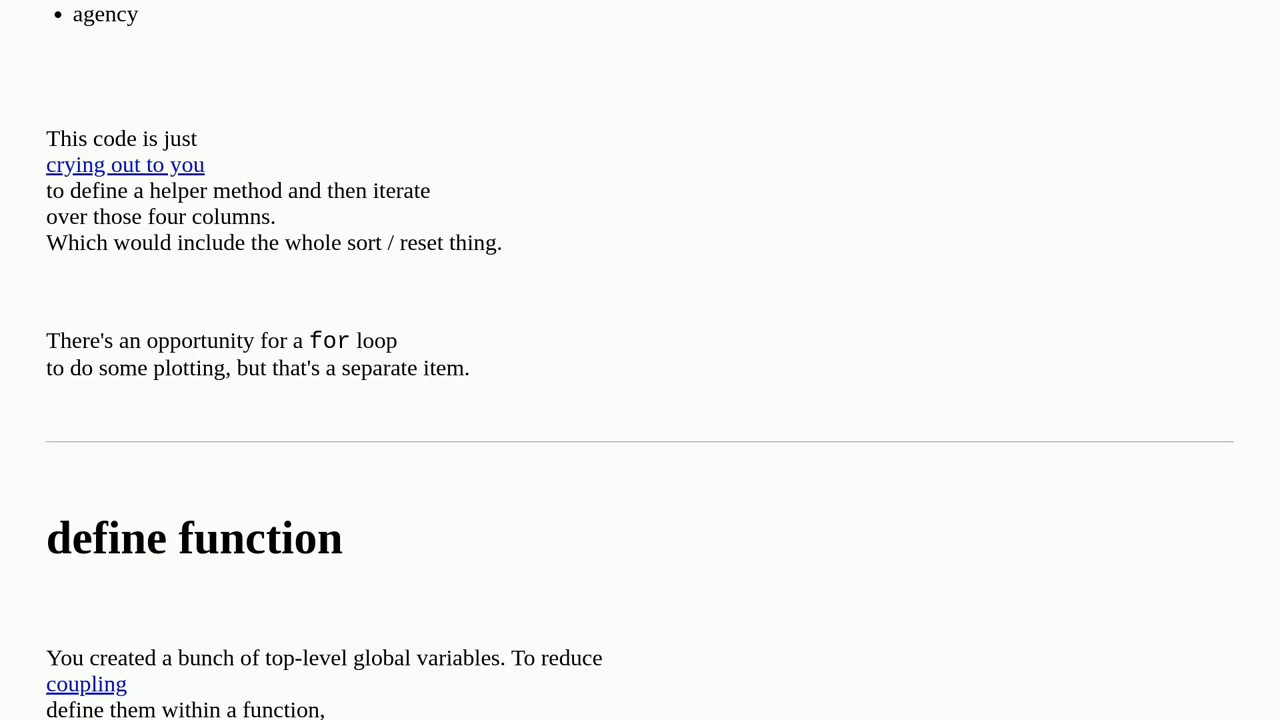 agency
This code is just
crying out to you
to define a helper method and then iterate
over those four columns.
Which would include the whole sort / reset thing.
There's an opportunity for a for loop
to do some plotting, but that's a separate item.
define function
You created a bunch of top-level global variables. To reduce
coupling
define them within a function,